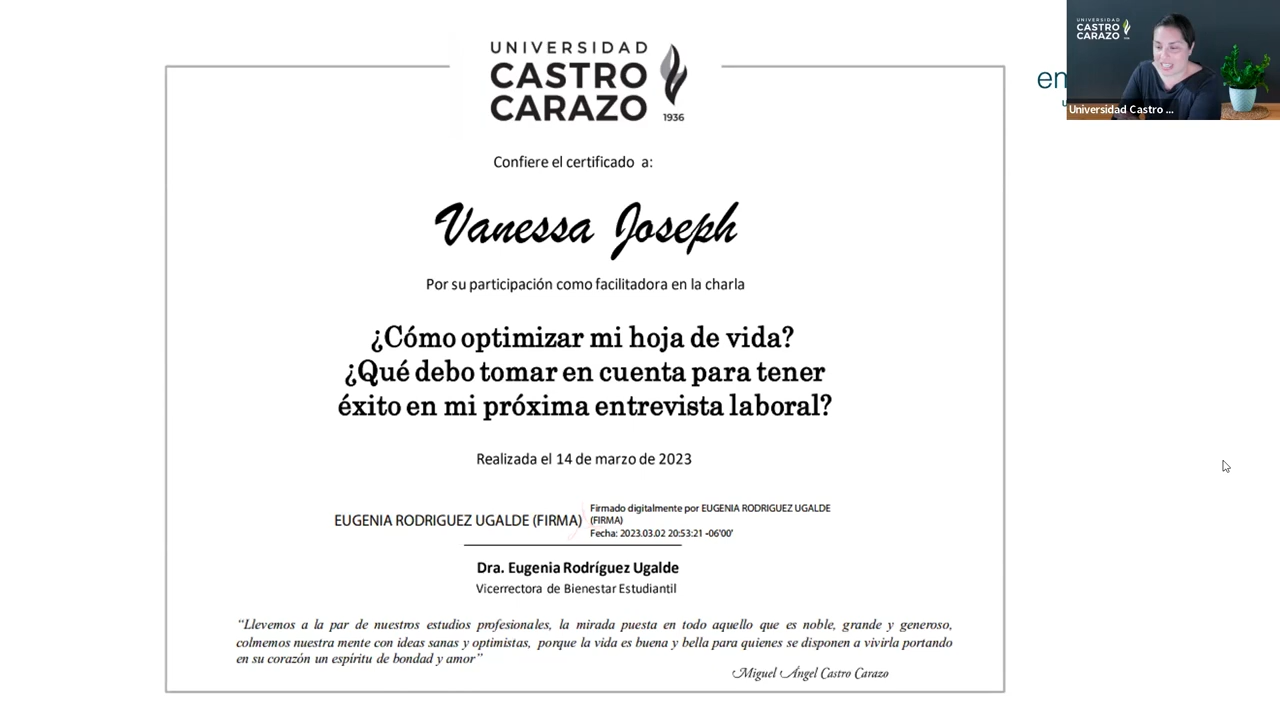 UNIVERSIDAD
CASTRO
CARAZO
1936
Confiere el certificado a:
Vanessa Joseph
Por su participación como facilitadora en la charla
¿Cómo optimizar mi hoja de vida?
¿Qué debo tomar en cuenta para tener
éxito en mi próxima entrevista laboral?
Realizada el 14 de marzo de 2023
EUGENIA RODRIGUEZ UGALDE (FIRMA)
Firmado digitalmente por EUGENIA RODRIGUEZ UGALDE
(FIRMA)
Fecha: 2023.03.02 20:53:21 -06'00'
Dra. Eugenia Rodríguez Ugalde
Vicerrectora de Bienestar Estudiantil
“Llevemos a la par de nuestros estudios profesionales, la mirada puesta en todo aquello que es noble, grande y generoso,
colmemos nuestra mente con ideas sanas y optimistas, porque la vida es buena y bella para quienes se disponen a vivirla portando
en su corazón un espíritu de bondad y amor”
Miguel Ángel Castro Carazo
UNIVERSIDAD
CASTRO
CARAZO
Universidad Castro ...